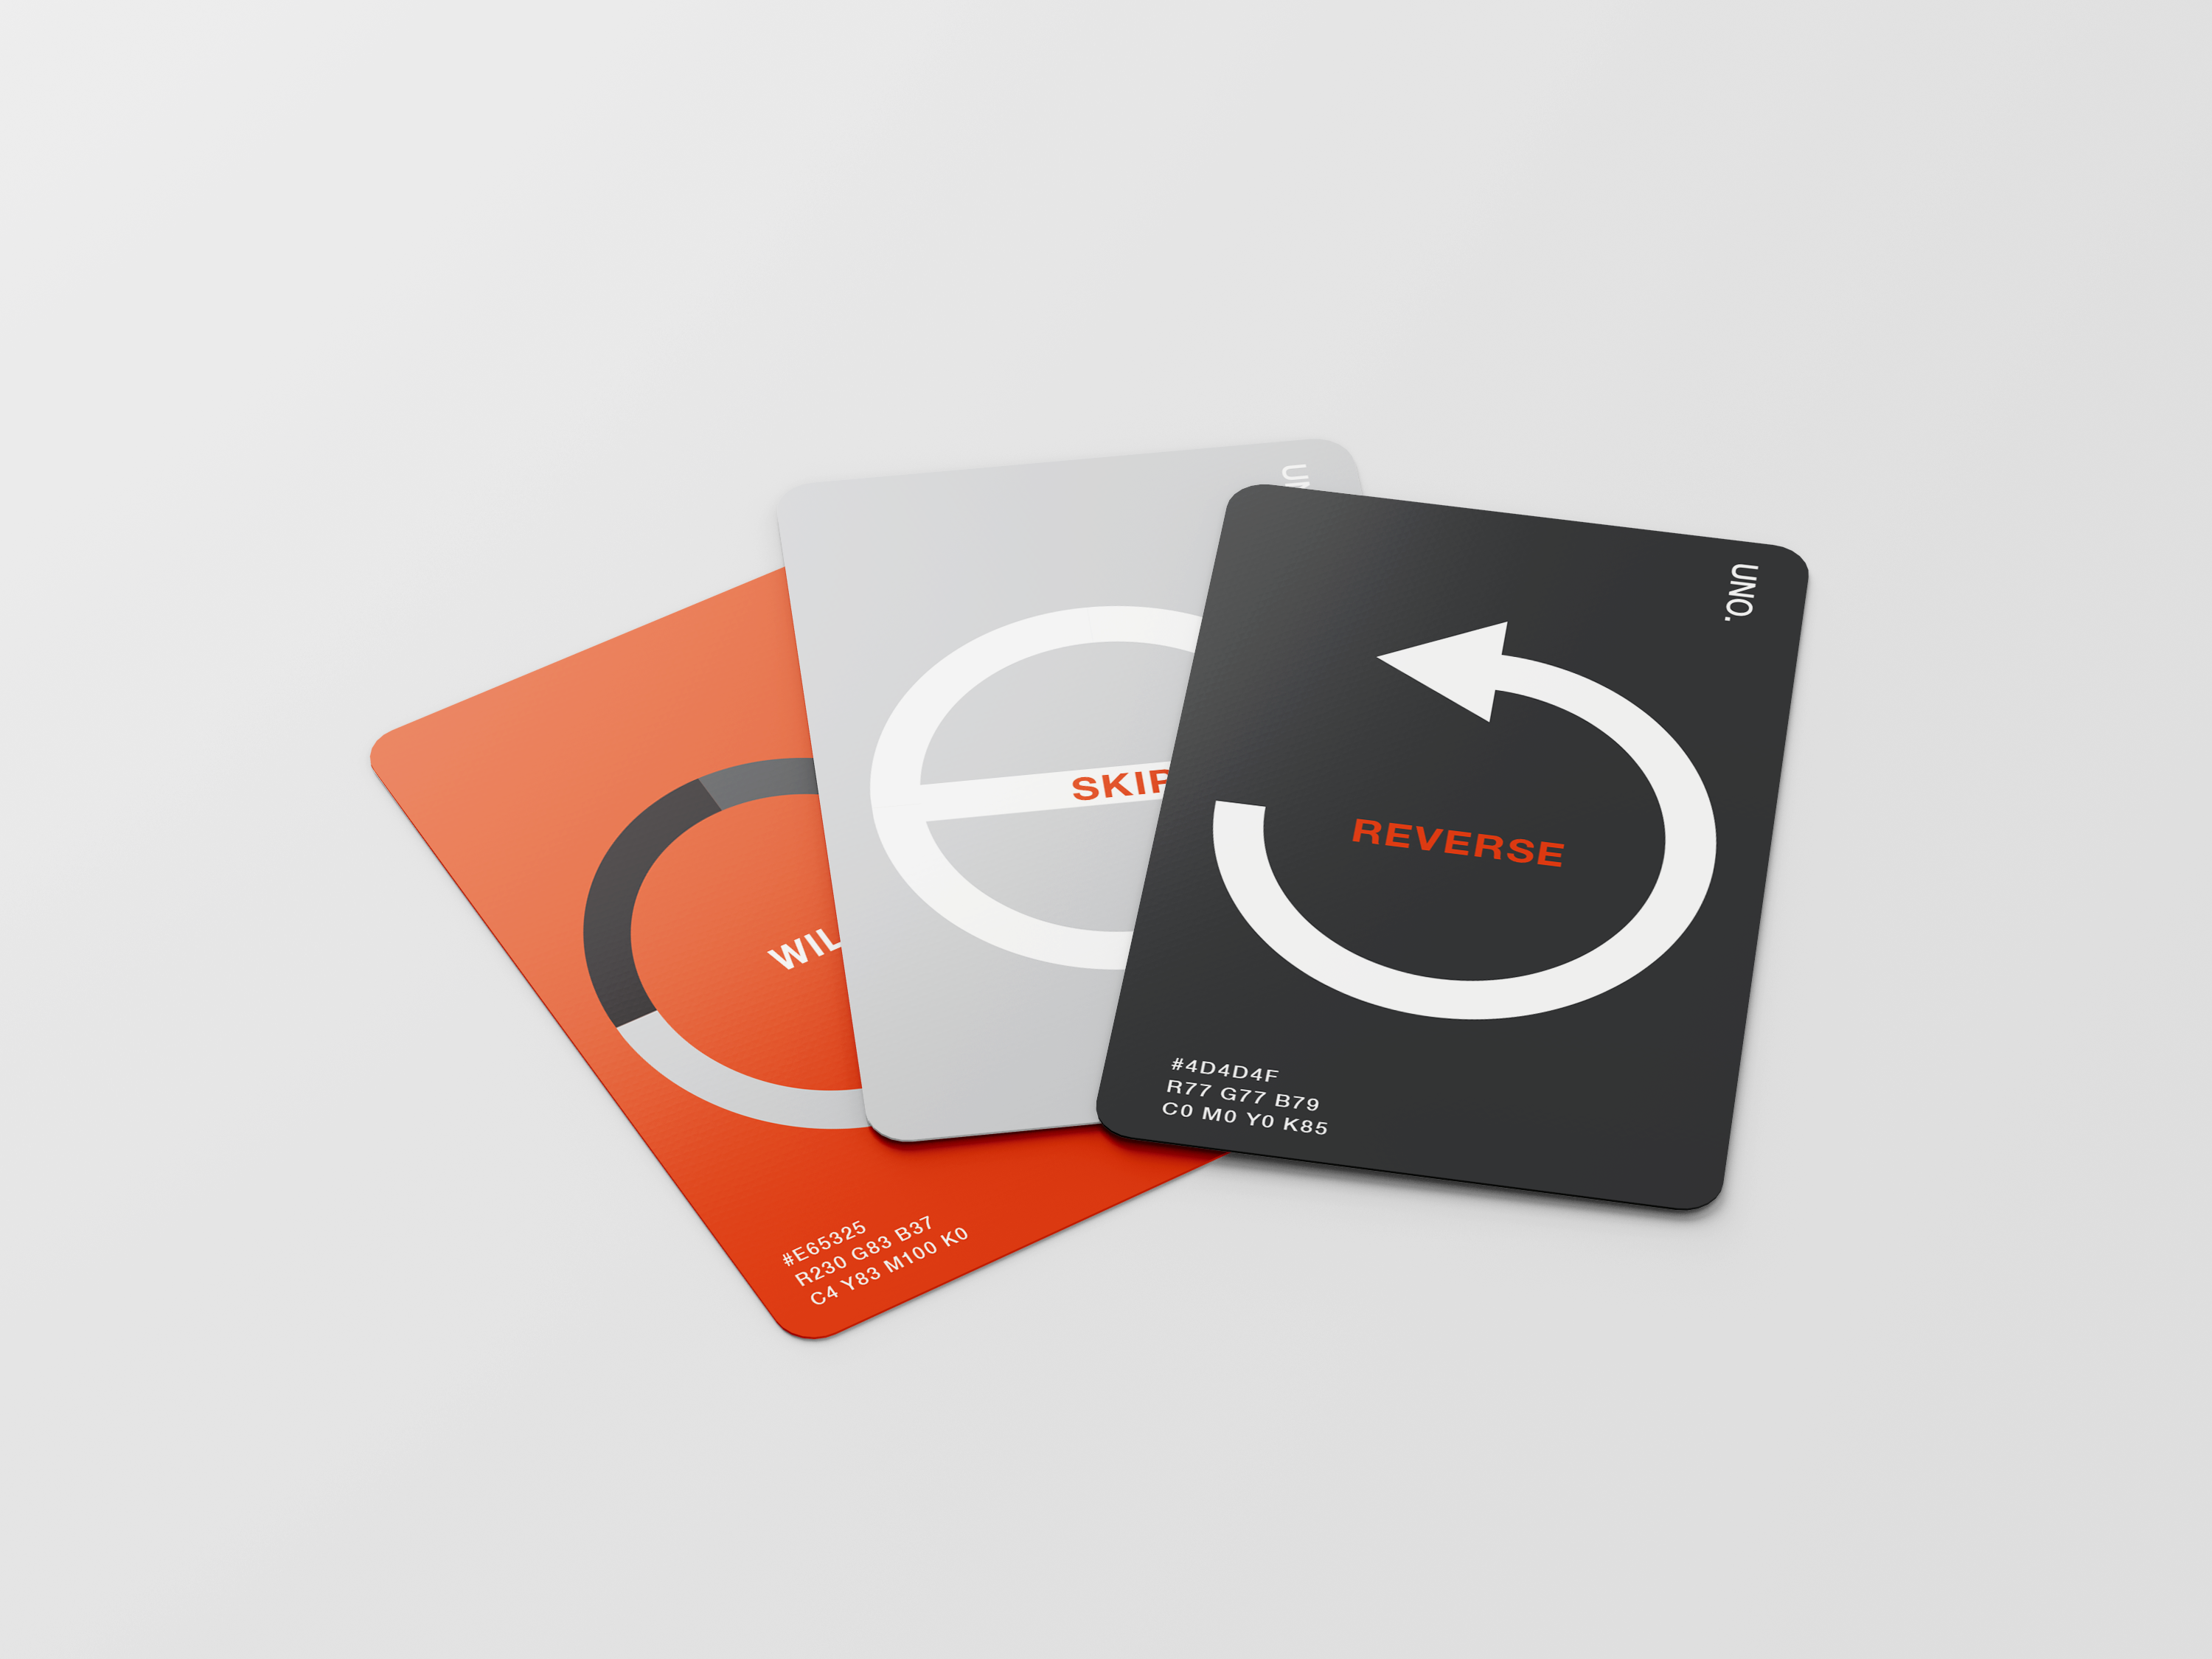 WIL
#E65325
R230 G83 B37
C4 Y83 M100 K0
UN
SKIP
UNO.
REVERSE
#4D4D4F
R77 G77 B79
C0 M0 Y0 K85